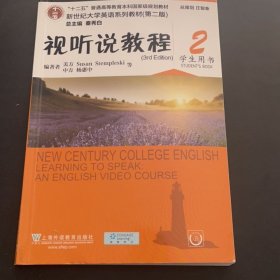 "十二五"普通高等教育本科国家级规划教材
新世纪大学英语系列教材(第二版)
总主编 秦秀白
视听说教程 2
(3rd Edition) 学生用书
STUDENT'S BOOK
编著者 美方 Susan Stempleski 等
中方 杨惠中
NEW CENTURY COLLEGE ENGLISH
LEARNING TO SPEAK:
AN ENGLISH VIDEO COURSE
上海外语教育出版社